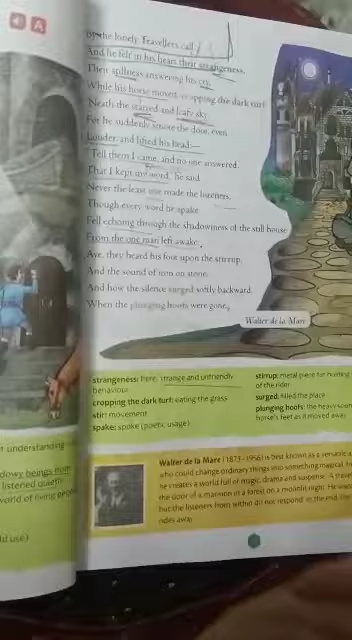 A
by the lonely Traveller's call.
And he felt in his heart their strangeness,
Their stillness answering his cry,
While his horse moved, cropping the dark turf,
'Neath the starred and leafy sky;
For he suddenly smote the door, even
Louder, and lifted his head:—
'Tell them I came, and no one answered,
That I kept my word,' he said.
Never the least stir made the listeners,
Though every word he spake
Fell echoing through the shadowiness of the still house
From the one man left awake:
Aye, they heard his foot upon the stirrup,
And the sound of iron on stone,
And how the silence surged softly backward,
When the plunging hoofs were gone.
Walter de la Mare
strangeness: here, strange and unfriendly
behaviour
cropping the dark turf: eating the grass
stir: movement
spake: spoke (poetic usage)
stirrup: metal piece for
of the rider
surged: filled the place
plunging hoofs: the heavy
horse's feet as it moved away
understanding
beings from
listened quietly
world of living people
use)
Walter de la Mare (1873–1956) is best known as a
who could change ordinary things into something magical.
he creates a world full of magic, drama and suspense. A
the door of a mansion in a forest on a moonlit night. He
but the listeners from within do not respond. In the end,
rides away.